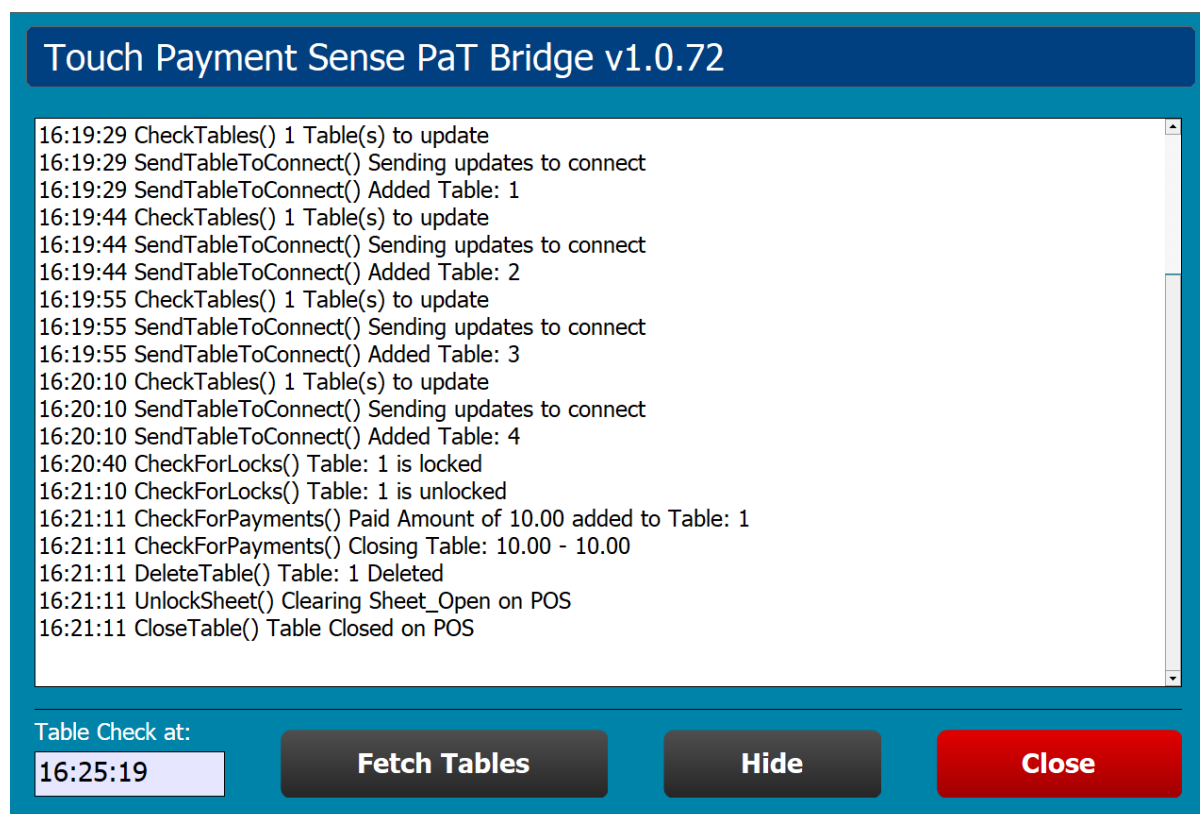 Touch Payment Sense PaT Bridge v1.0.72
16:19:29 CheckTables() 1 Table(s) to update
16:19:29 SendTableToConnect() Sending updates to connect
16:19:29 SendTableToConnect() Added Table: 1
16:19:44 CheckTables() 1 Table(s) to update
16:19:44 SendTableToConnect() Sending updates to connect
16:19:44 SendTableToConnect() Added Table: 2
16:19:55 CheckTables() 1 Table(s) to update
16:19:55 SendTableToConnect() Sending updates to connect
16:19:55 SendTableToConnect() Added Table: 3
16:20:10 CheckTables() 1 Table(s) to update
16:20:10 SendTableToConnect() Sending updates to connect
16:20:10 SendTableToConnect() Added Table: 4
16:20:40 CheckForLocks() Table: 1 is locked
16:21:10 CheckForLocks() Table: 1 is unlocked
16:21:11 CheckForPayments() Paid Amount of 10.00 added to Table: 1
16:21:11 CheckForPayments() Closing Table: 10.00 - 10.00
16:21:11 DeleteTable() Table: 1 Deleted
16:21:11 UnlockSheet() Clearing Sheet_Open on POS
16:21:11 CloseTable() Table Closed on POS
Table Check at:
16:25:19
Fetch Tables
Hide
Close